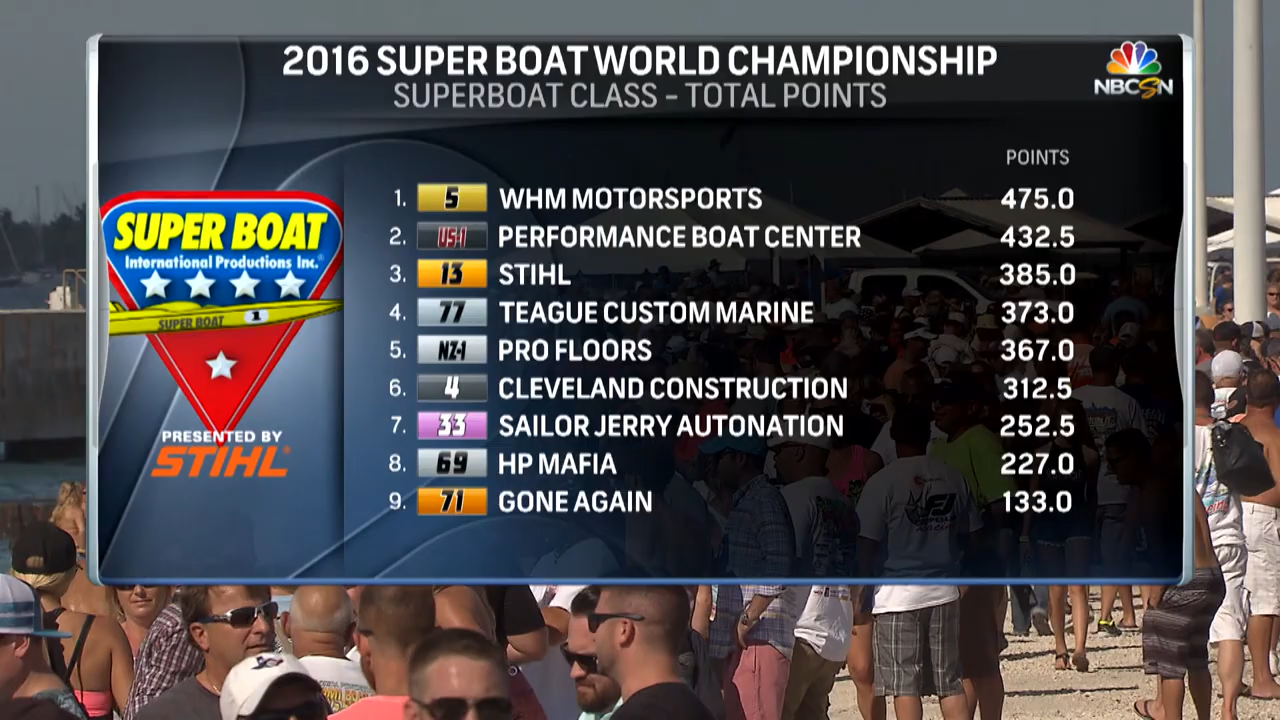 2016 SUPER BOAT WORLD CHAMPIONSHIP
SUPERBOAT CLASS – TOTAL POINTS
NBCSN
POINTS
1. 5 WHM MOTORSPORTS 475.0
2. US-1 PERFORMANCE BOAT CENTER 432.5
3. 13 STIHL 385.0
4. 77 TEAGUE CUSTOM MARINE 373.0
5. NZ-1 PRO FLOORS 367.0
6. 4 CLEVELAND CONSTRUCTION 312.5
7. 33 SAILOR JERRY AUTONATION 252.5
8. 69 HP MAFIA 227.0
9. 71 GONE AGAIN 133.0
SUPER BOAT
International Productions Inc.®
SUPER BOAT 1
PRESENTED BY
STIHL